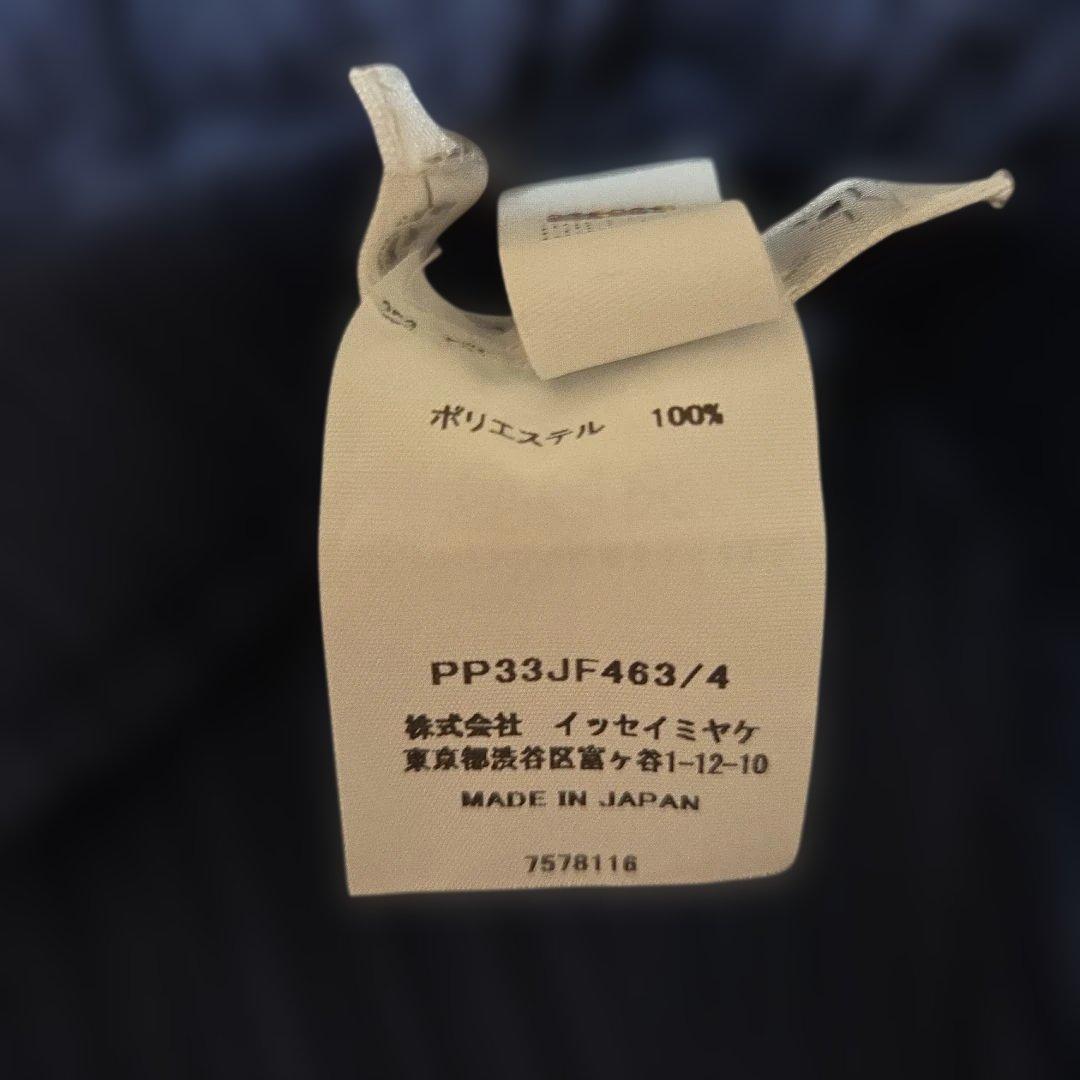 ポリエステル 100%
PP33JF463/4
株式会社 イッセイミヤケ
東京都渋谷区富ヶ谷1-12-10
MADE IN JAPAN
7578116